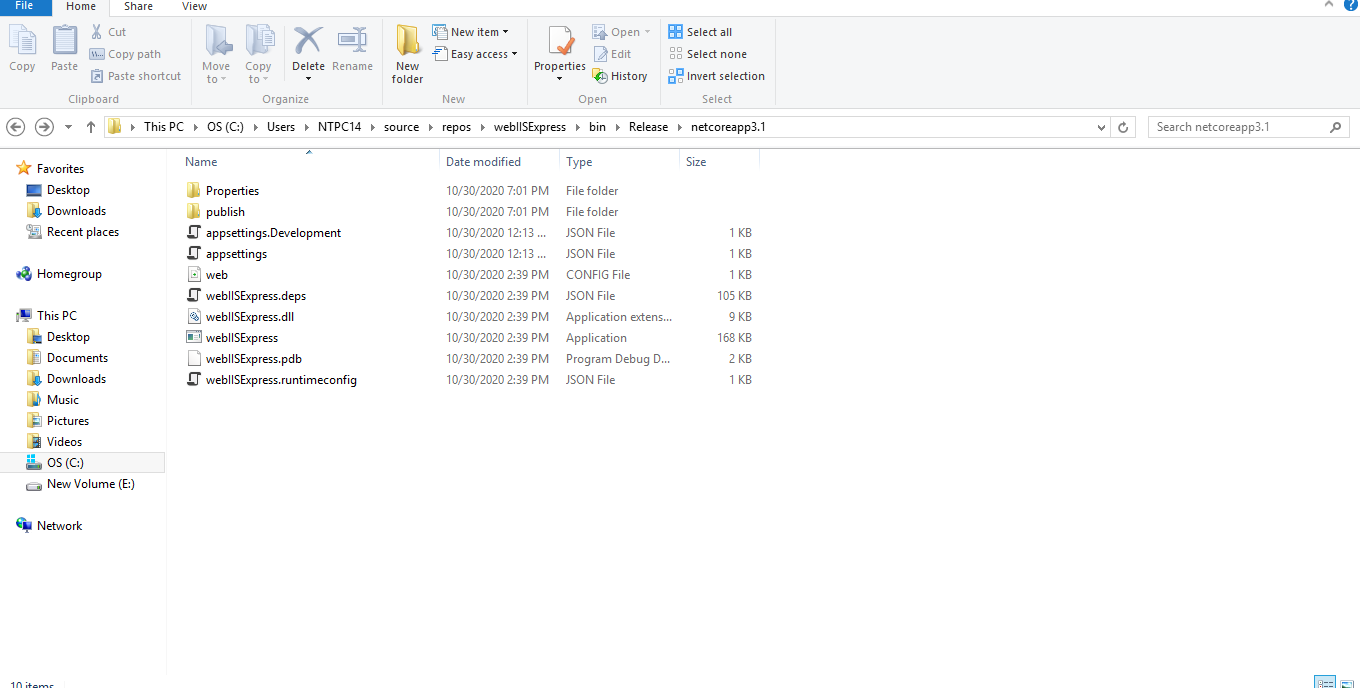 File Home Share View
Copy
Paste
Cut
Copy path
Paste shortcut
Clipboard
Move to
Copy to
Delete
Rename
Organize
New folder
New item
Easy access
New
Properties
Open
Edit
History
Open
Select all
Select none
Invert selection
Select
This PC OS (C:) Users NTPC14 source repos webIISExpress bin Release netcoreapp3.1
Search netcoreapp3.1
Favorites
Desktop
Downloads
Recent places
Homegroup
This PC
Desktop
Documents
Downloads
Music
Pictures
Videos
OS (C:)
New Volume (E:)
Network
Name Date modified Type Size
Properties 10/30/2020 7:01 PM File folder
publish 10/30/2020 7:01 PM File folder
appsettings.Development 10/30/2020 12:13 ... JSON File 1 KB
appsettings 10/30/2020 12:13 ... JSON File 1 KB
web 10/30/2020 2:39 PM CONFIG File 1 KB
webIISExpress.deps 10/30/2020 2:39 PM JSON File 105 KB
webIISExpress.dll 10/30/2020 2:39 PM Application extens... 9 KB
webIISExpress 10/30/2020 2:39 PM Application 168 KB
webIISExpress.pdb 10/30/2020 2:39 PM Program Debug D... 2 KB
webIISExpress.runtimeconfig 10/30/2020 2:39 PM JSON File 1 KB
10 items